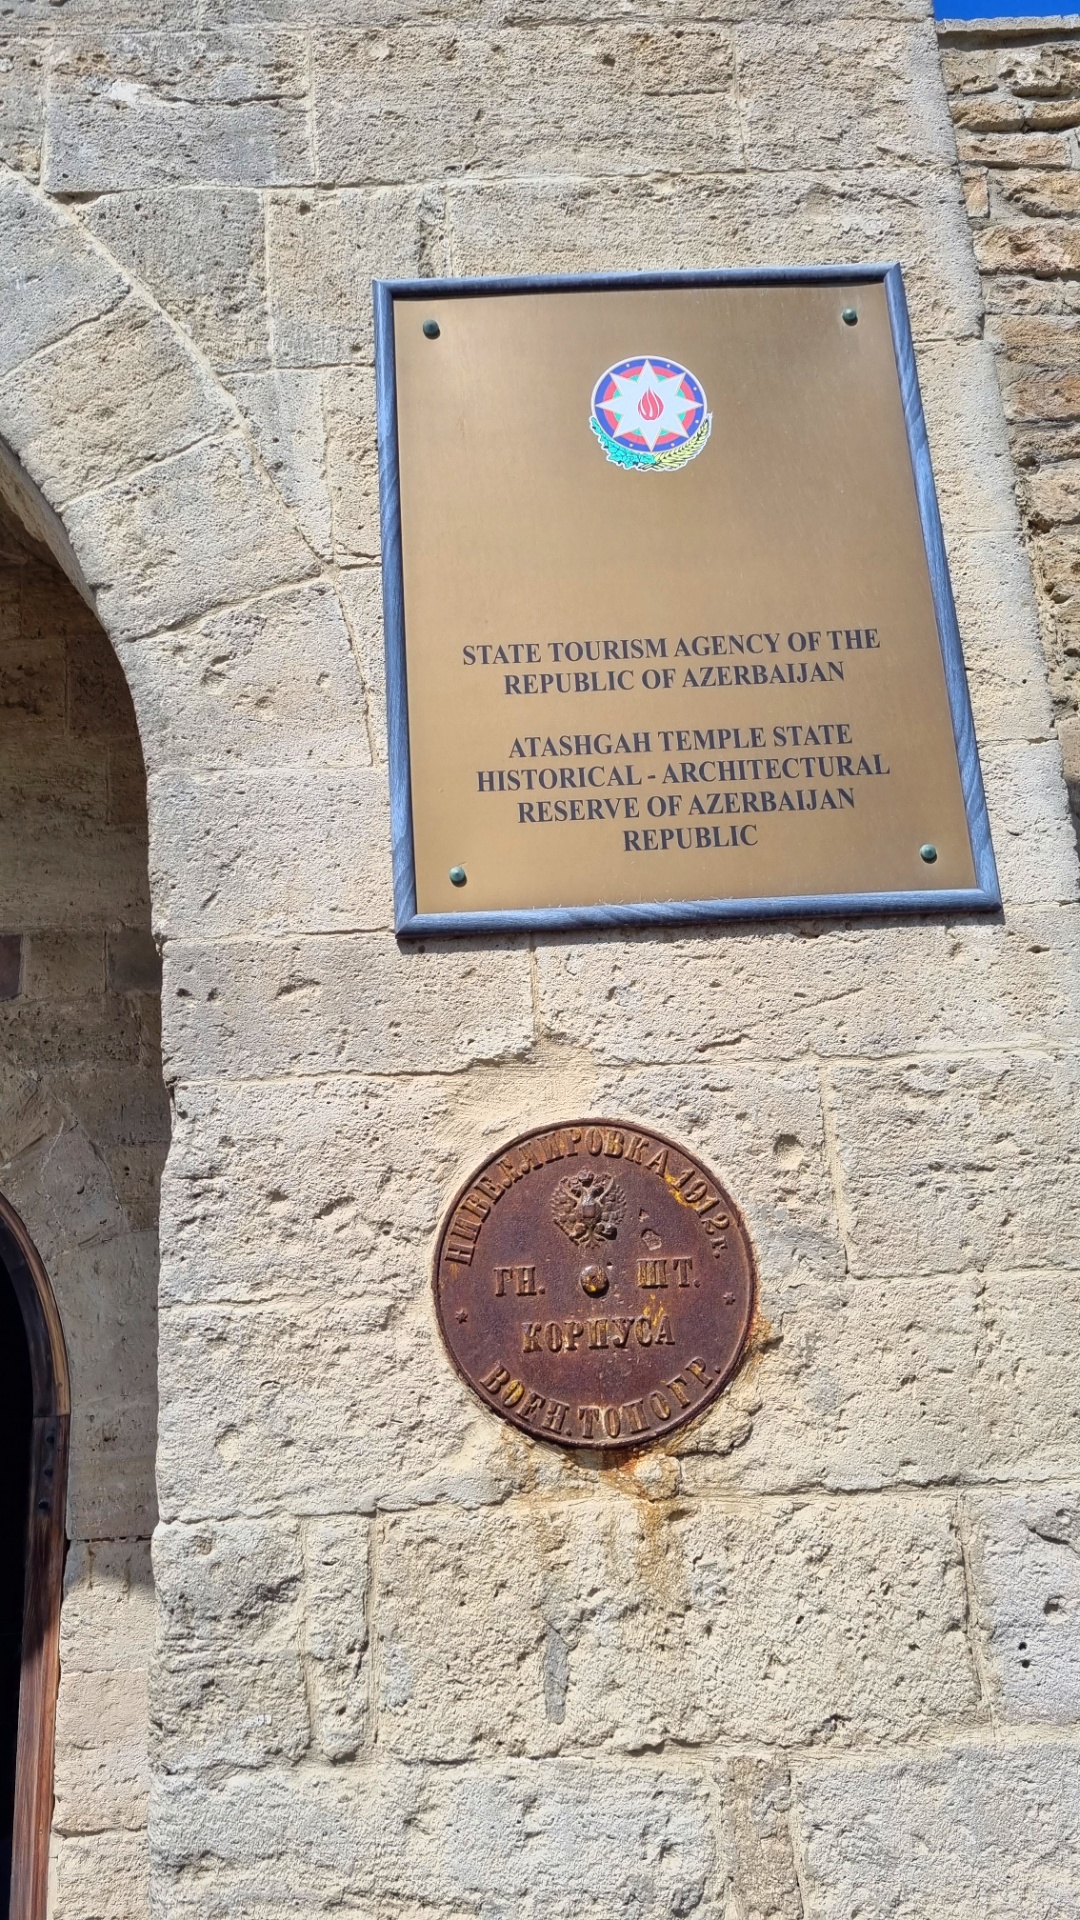 STATE TOURISM AGENCY OF THE
REPUBLIC OF AZERBAIJAN
ATASHGAH TEMPLE STATE
HISTORICAL - ARCHITECTURAL
RESERVE OF AZERBAIJAN
REPUBLIC
НИВЕЛЛИРОВКА 1912 г.
ГН. ШТ.
КОРПУСА
ВОЕН. ТОПОГР.